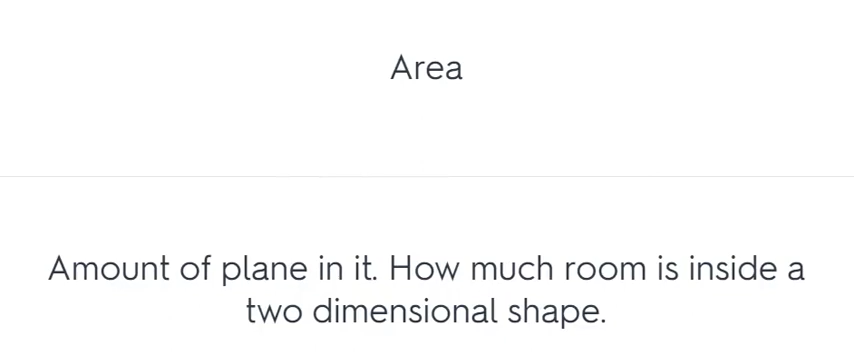 Area
Amount of plane in it. How much room is inside a
two dimensional shape.